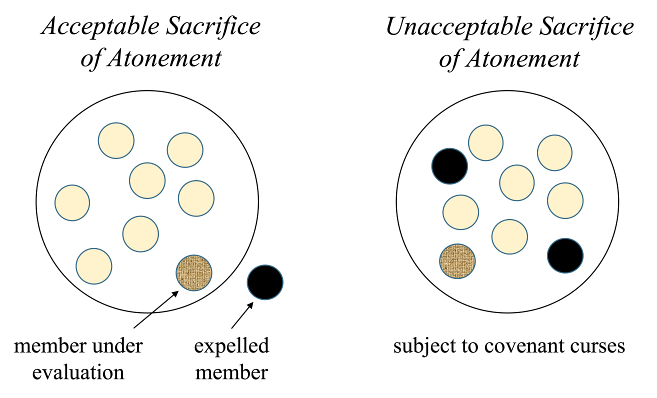 Acceptable Sacrifice
of Atonement
Unacceptable Sacrifice
of Atonement
member under
evaluation
expelled
member
subject to covenant curses